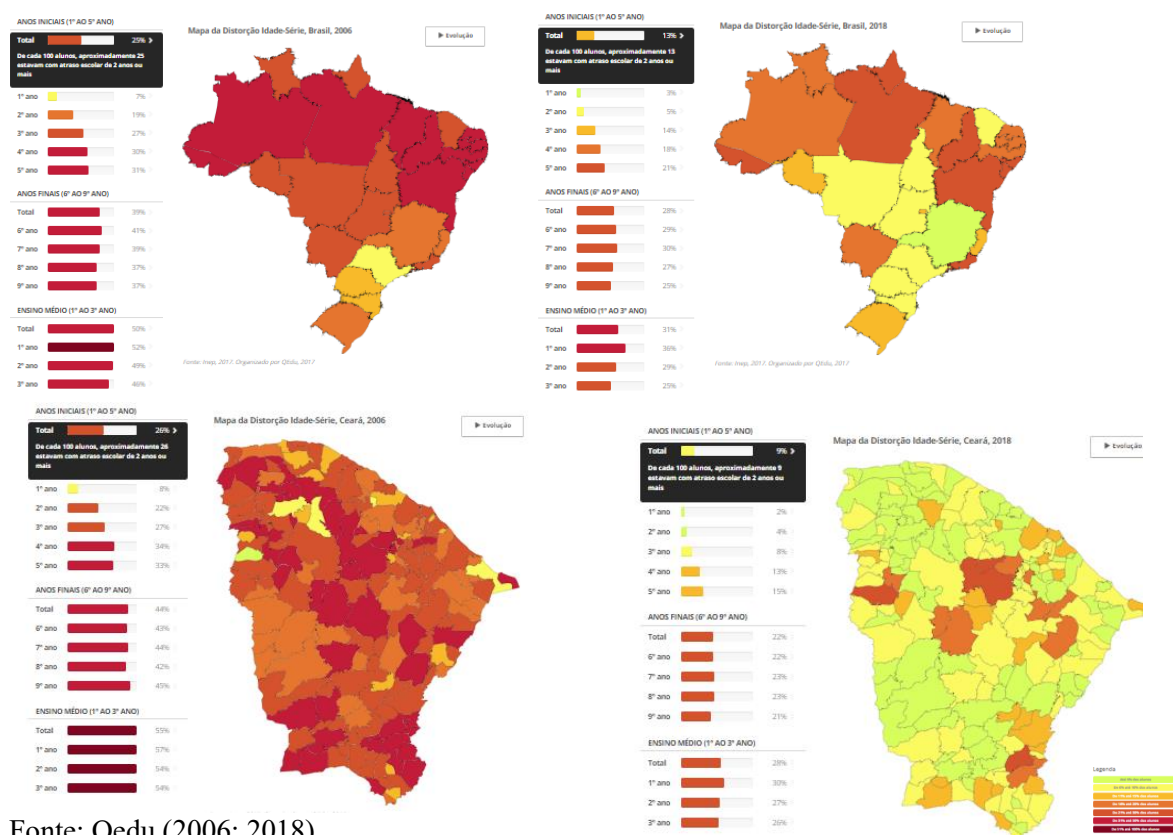 ANOS INICIAIS (1º AO 5º ANO)
Total 25%
De cada 100 alunos, aproximadamente 25
estavam com atraso escolar de 2 anos ou
mais
1º ano 7%
2º ano 19%
3º ano 27%
4º ano 30%
5º ano 31%
ANOS FINAIS (6º AO 9º ANO)
Total 39%
6º ano 41%
7º ano 39%
8º ano 37%
9º ano 37%
ENSINO MÉDIO (1º AO 3º ANO)
Total 50%
1º ano 52%
2º ano 49%
3º ano 46%
Mapa da Distorção Idade-Série, Brasil, 2006
Evolução
Fonte: Inep, 2017. Organizado por QEdu, 2017
ANOS INICIAIS (1º AO 5º ANO)
Total 13%
De cada 100 alunos, aproximadamente 13
estavam com atraso escolar de 2 anos ou
mais
1º ano 3%
2º ano 5%
3º ano 14%
4º ano 18%
5º ano 21%
ANOS FINAIS (6º AO 9º ANO)
Total 28%
6º ano 29%
7º ano 30%
8º ano 27%
9º ano 25%
ENSINO MÉDIO (1º AO 3º ANO)
Total 31%
1º ano 36%
2º ano 29%
3º ano 25%
Mapa da Distorção Idade-Série, Brasil, 2018
Evolução
Fonte: Inep, 2017. Organizado por QEdu, 2017
ANOS INICIAIS (1º AO 5º ANO)
Total 26%
De cada 100 alunos, aproximadamente 26
estavam com atraso escolar de 2 anos ou
mais
1º ano 8%
2º ano 22%
3º ano 27%
4º ano 34%
5º ano 33%
ANOS FINAIS (6º AO 9º ANO)
Total 44%
6º ano 43%
7º ano 44%
8º ano 42%
9º ano 45%
ENSINO MÉDIO (1º AO 3º ANO)
Total 55%
1º ano 57%
2º ano 54%
3º ano 54%
Mapa da Distorção Idade-Série, Ceará, 2006
Evolução
ANOS INICIAIS (1º AO 5º ANO)
Total 9%
De cada 100 alunos, aproximadamente 9
estavam com atraso escolar de 2 anos ou
mais
1º ano 2%
2º ano 4%
3º ano 8%
4º ano 13%
5º ano 15%
ANOS FINAIS (6º AO 9º ANO)
Total 22%
6º ano 22%
7º ano 23%
8º ano 23%
9º ano 21%
ENSINO MÉDIO (1º AO 3º ANO)
Total 28%
1º ano 30%
2º ano 27%
3º ano 26%
Mapa da Distorção Idade-Série, Ceará, 2018
Evolução
Legenda
Fonte: Qedu (2006; 2018)